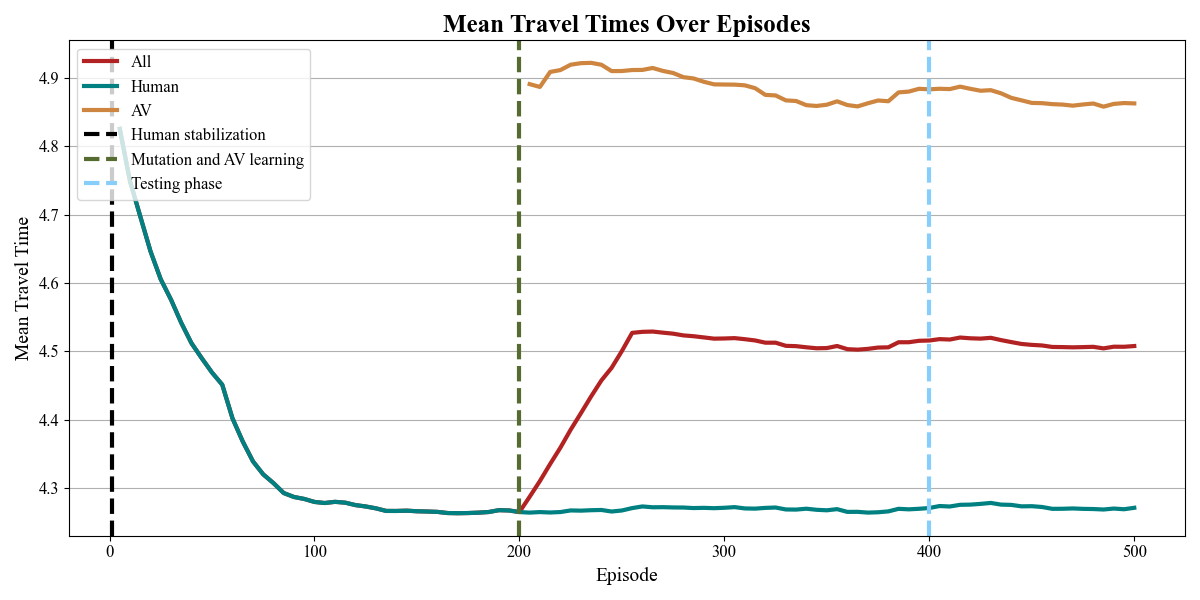 Mean Travel Times Over Episodes
All
Human
AV
Human stabilization
Mutation and AV learning
Testing phase
Mean Travel Time
4.9
4.8
4.7
4.6
4.5
4.4
4.3
0 100 200 300 400 500
Episode